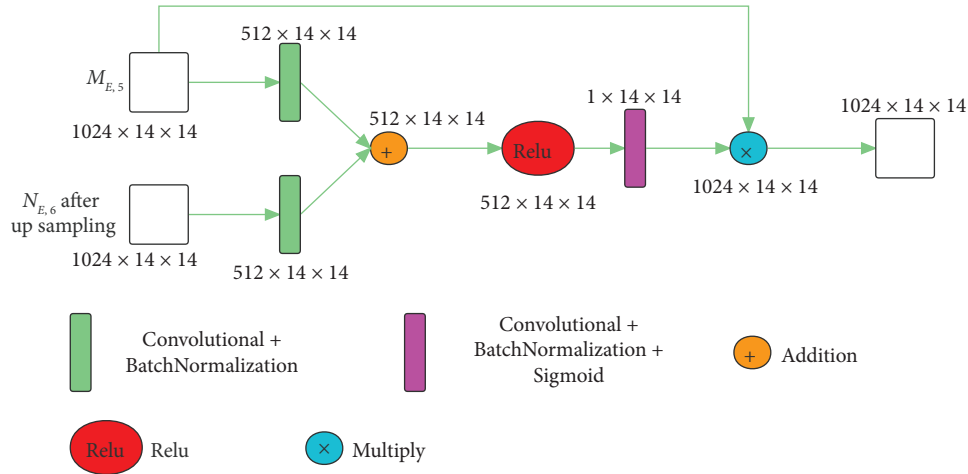 512 × 14 × 14
M_{E,5}
1024 × 14 × 14
512 × 14 × 14
+
Relu
512 × 14 × 14
1 × 14 × 14
×
1024 × 14 × 14
1024 × 14 × 14
N_{E,6} after
up sampling
1024 × 14 × 14
512 × 14 × 14
Convolutional +
BatchNormalization
Convolutional +
BatchNormalization +
Sigmoid
+ Addition
Relu Relu
× Multiply